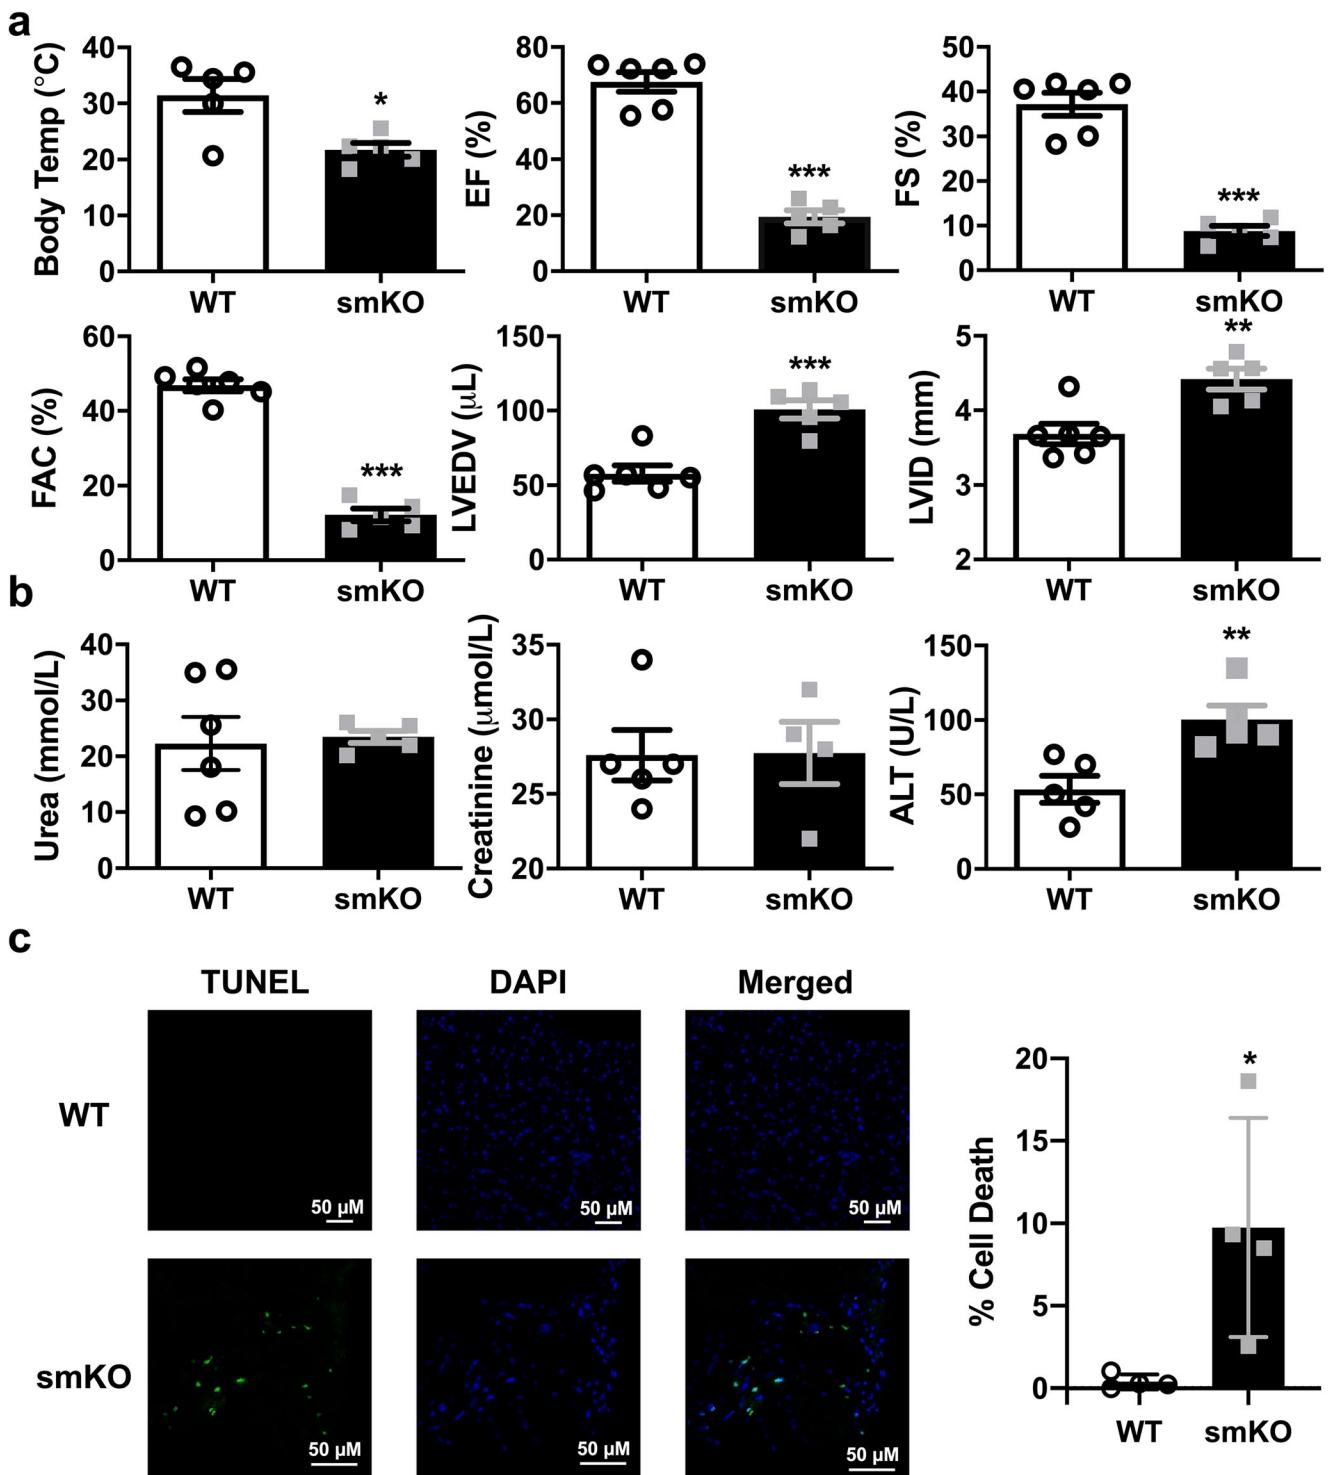 a
Body Temp (°C)
40
30
20
10
0
*
WT
smKO
EF (%)
80
60
40
20
0
***
WT
smKO
FS (%)
50
40
30
20
10
0
***
WT
smKO
FAC (%)
60
40
20
0
***
WT
smKO
LVEDV (µL)
150
100
50
0
***
WT
smKO
LVID (mm)
5
4
3
2
**
WT
smKO
b
Urea (mmol/L)
40
30
20
10
0
WT
smKO
Creatinine (µmol/L)
35
30
25
20
WT
smKO
ALT (U/L)
150
100
50
0
**
WT
smKO
c
TUNEL
DAPI
Merged
WT
50 µM
50 µM
50 µM
smKO
50 µM
50 µM
50 µM
% Cell Death
20
15
10
5
0
*
WT
smKO